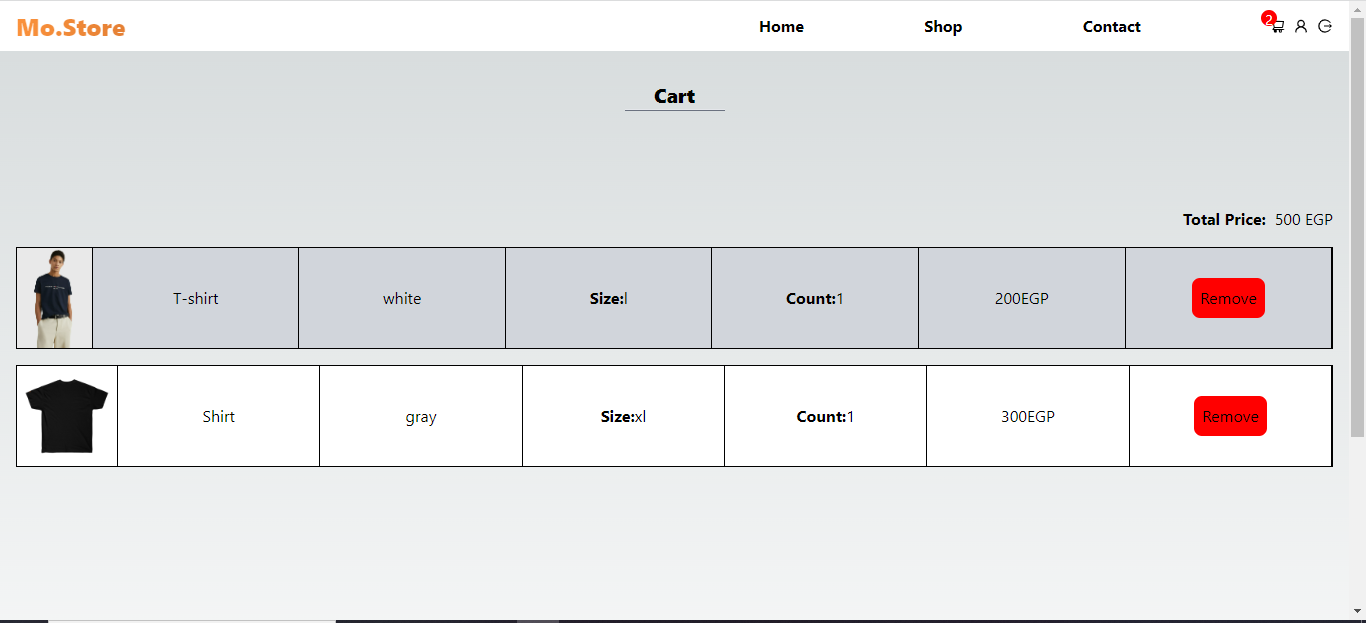 Mo.Store Home Shop Contact 2
Cart
Total Price: 500 EGP
T-shirt white Size:l Count:1 200EGP Remove
Shirt gray Size:xl Count:1 300EGP Remove